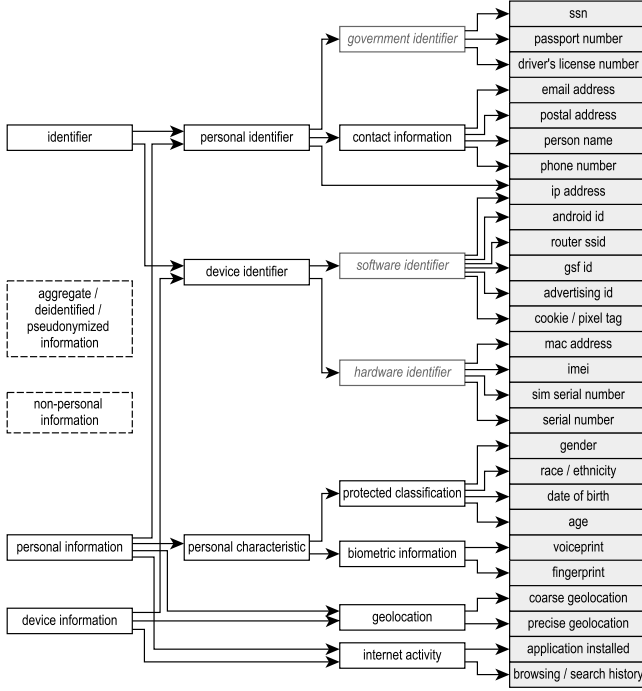 identifier
aggregate /
deidentified /
pseudonymized
information
non-personal
information
personal information
device information
personal identifier
device identifier
personal characteristic
government identifier
contact information
software identifier
hardware identifier
protected classification
biometric information
geolocation
internet activity
ssn
passport number
driver's license number
email address
postal address
person name
phone number
ip address
android id
router ssid
gsf id
advertising id
cookie / pixel tag
mac address
imei
sim serial number
serial number
gender
race / ethnicity
date of birth
age
voiceprint
fingerprint
coarse geolocation
precise geolocation
application installed
browsing / search history